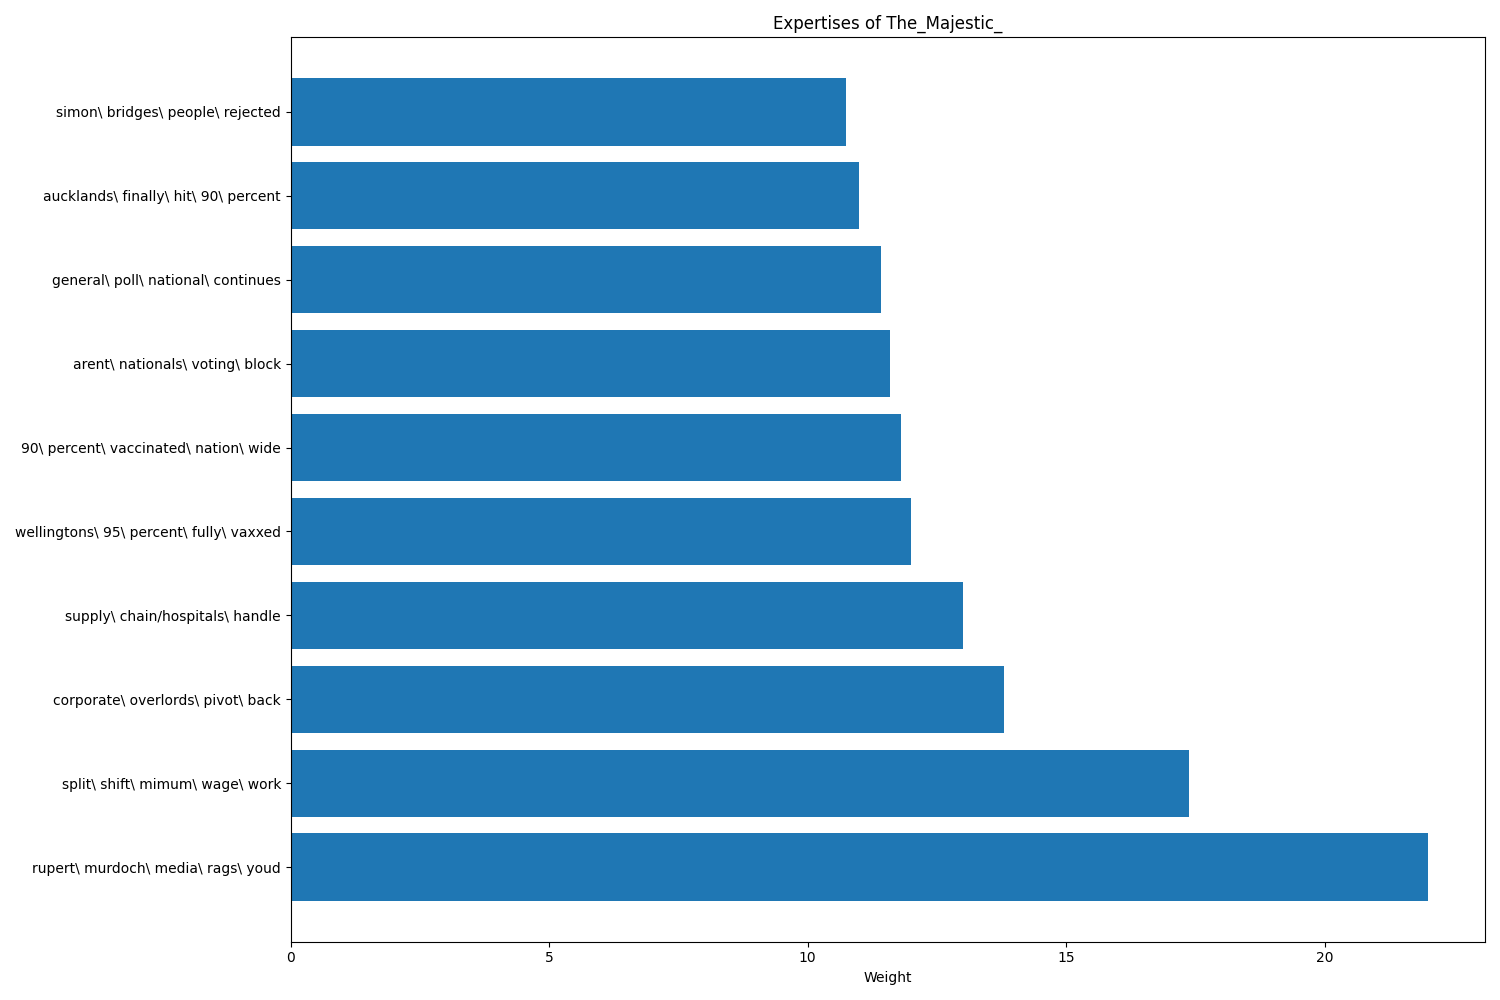 Expertises of The_Majestic_
simon\ bridges\ people\ rejected
aucklands\ finally\ hit\ 90\ percent
general\ poll\ national\ continues
arent\ nationals\ voting\ block
90\ percent\ vaccinated\ nation\ wide
wellingtons\ 95\ percent\ fully\ vaxxed
supply\ chain/hospitals\ handle
corporate\ overlords\ pivot\ back
split\ shift\ mimum\ wage\ work
rupert\ murdoch\ media\ rags\ youd
0 5 10 15 20
Weight